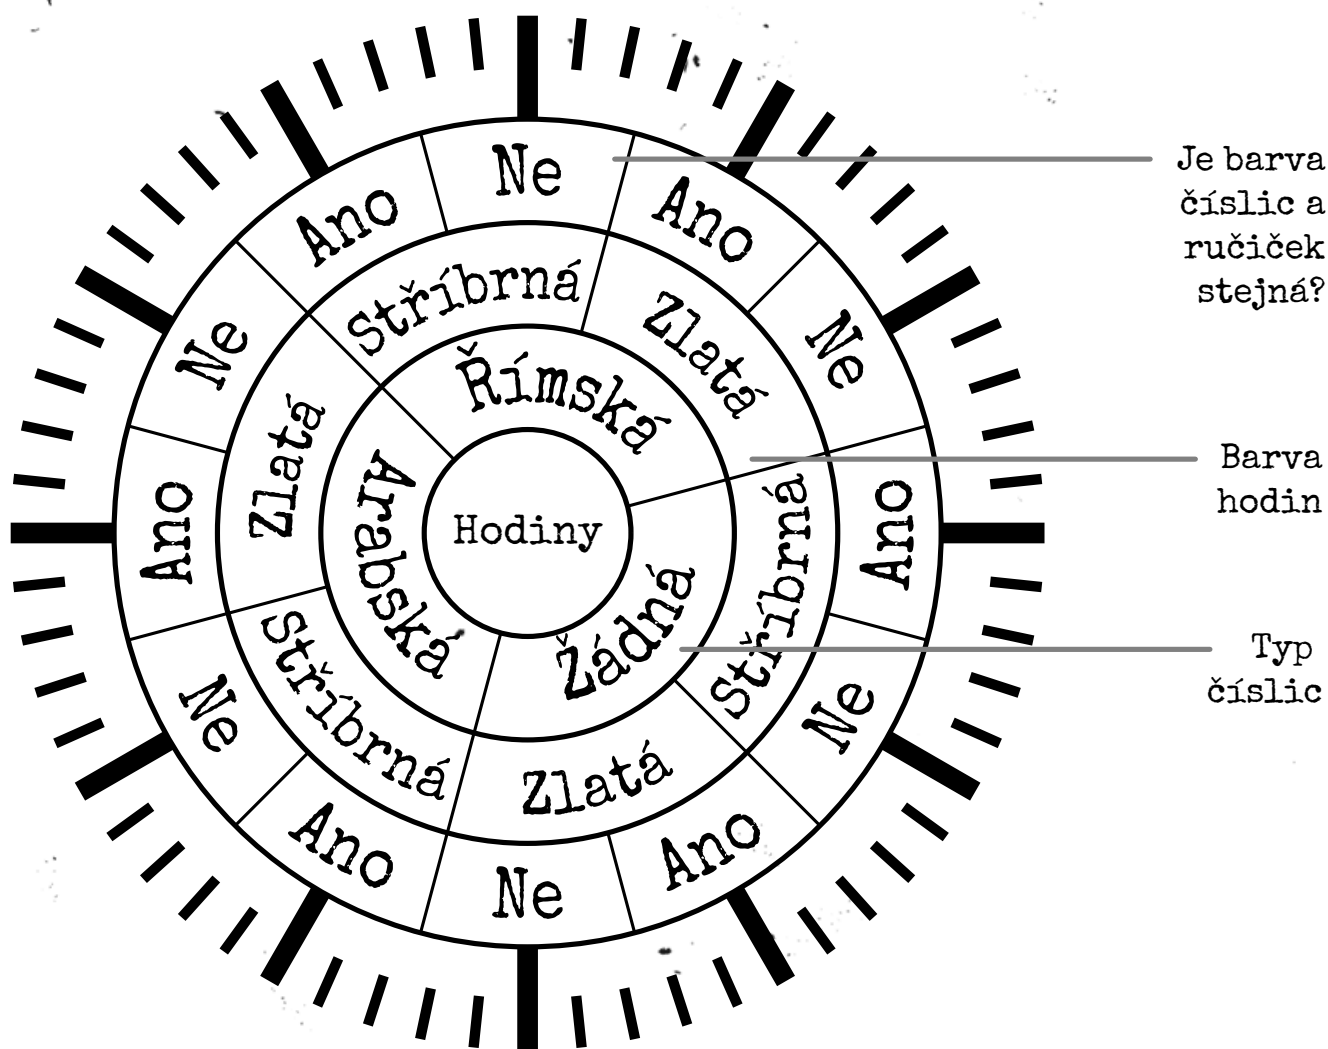 Hodiny
Římská
Žádná
Arabská
Stříbrná
Zlatá
Stříbrná
Zlatá
Stříbrná
Zlatá
Ne
Ano
Ne
Ano
Ne
Ano
Ne
Ano
Ne
Ano
Ne
Ano
Je barva
číslic a
ručiček
stejná?
Barva
hodin
Typ
číslic